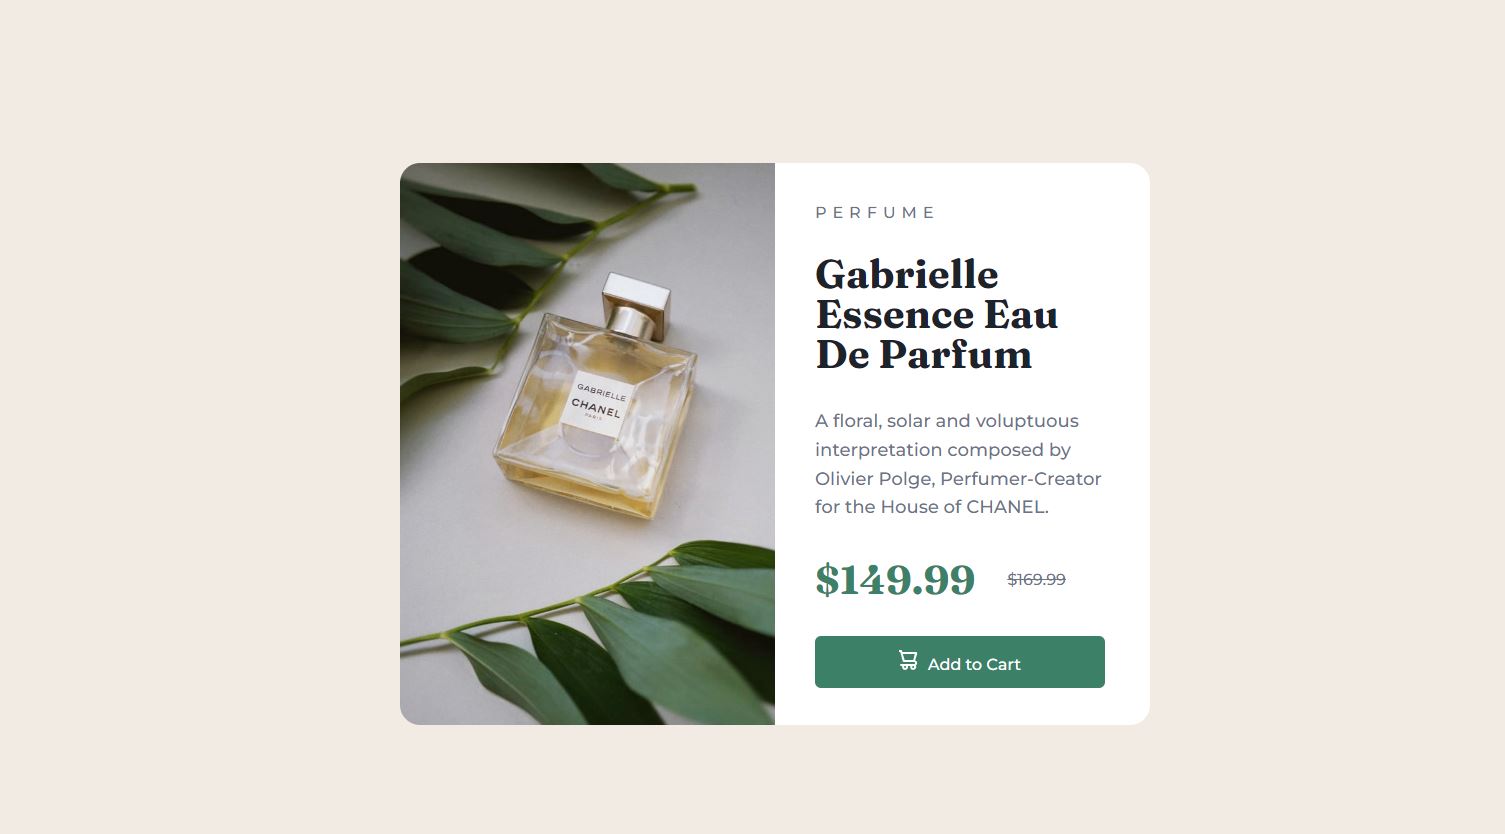 GABRIELLE
CHANEL
PARIS
PERFUME
Gabrielle
Essence Eau
De Parfum
A floral, solar and voluptuous
interpretation composed by
Olivier Polge, Perfumer-Creator
for the House of CHANEL.
$149.99 $169.99
Add to Cart